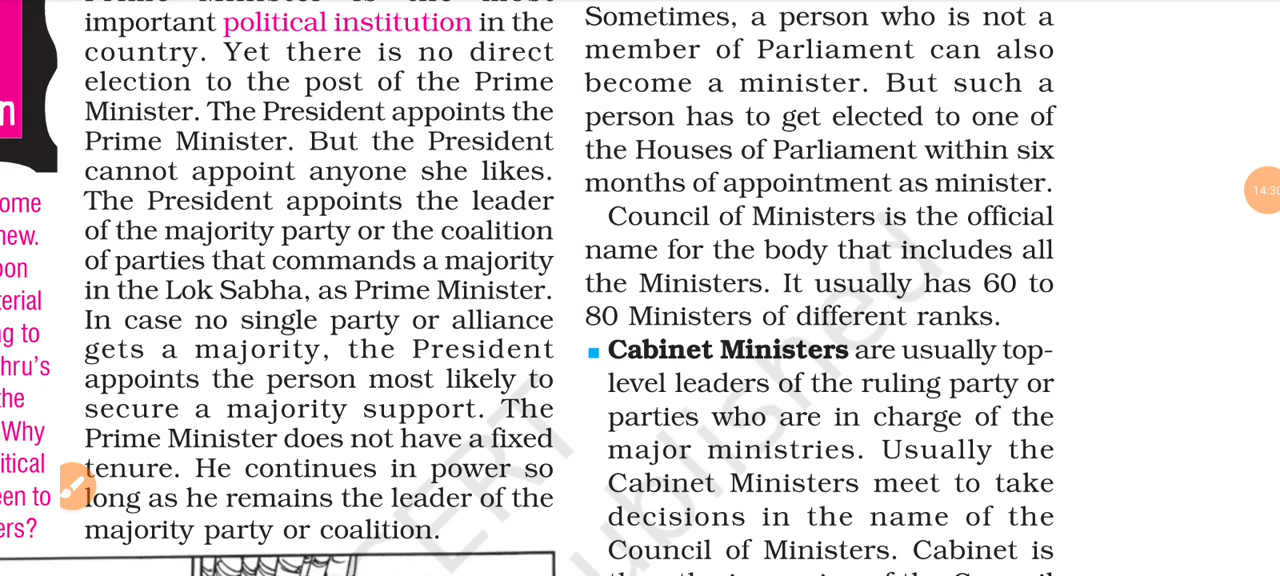 important political institution in the
country. Yet there is no direct
election to the post of the Prime
Minister. The President appoints the
Prime Minister. But the President
cannot appoint anyone she likes.
The President appoints the leader
of the majority party or the coalition
of parties that commands a majority
in the Lok Sabha, as Prime Minister.
In case no single party or alliance
gets a majority, the President
appoints the person most likely to
secure a majority support. The
Prime Minister does not have a fixed
tenure. He continues in power so
long as he remains the leader of the
majority party or coalition.
Sometimes, a person who is not a
member of Parliament can also
become a minister. But such a
person has to get elected to one of
the Houses of Parliament within six
months of appointment as minister.
Council of Ministers is the official
name for the body that includes all
the Ministers. It usually has 60 to
80 Ministers of different ranks.
Cabinet Ministers are usually top-
level leaders of the ruling party or
parties who are in charge of the
major ministries. Usually the
Cabinet Ministers meet to take
decisions in the name of the
Council of Ministers. Cabinet is
14:30
Why